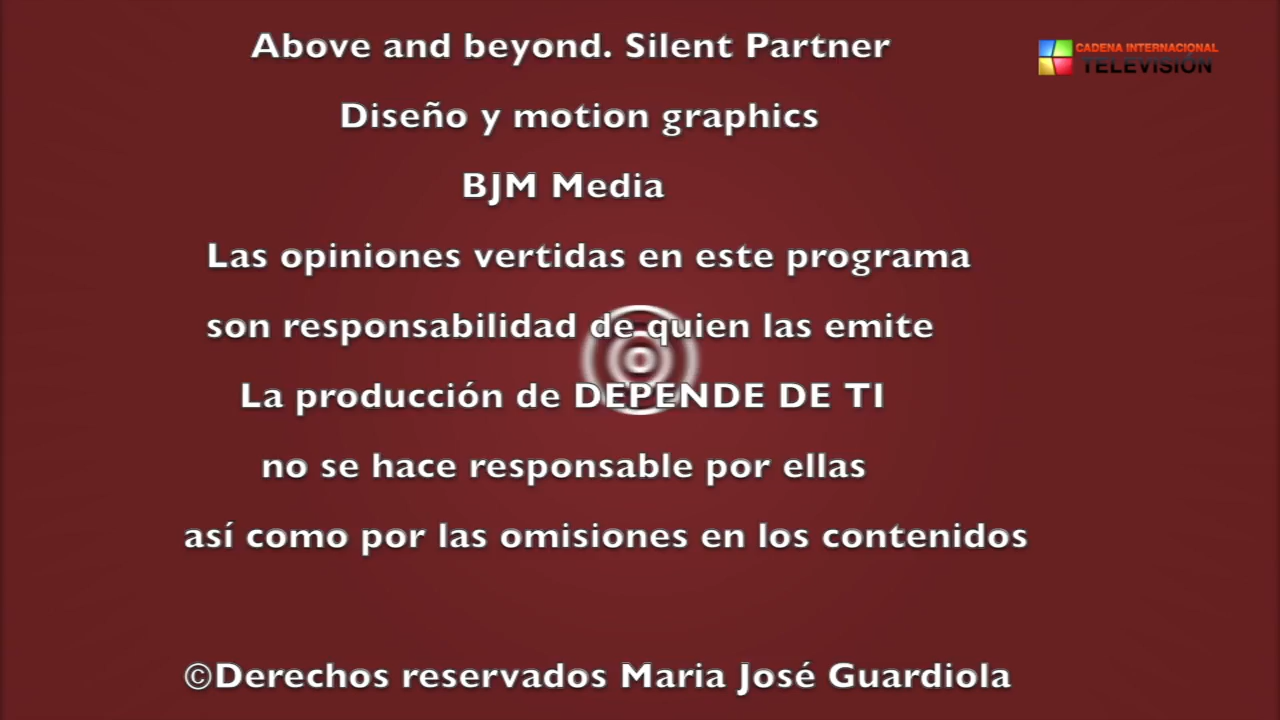 Above and beyond. Silent Partner
CADENA INTERNACIONAL
TELEVISIÓN
Diseño y motion graphics
BJM Media
Las opiniones vertidas en este programa
son responsabilidad de quien las emite
La producción de DEPENDE DE TI
no se hace responsable por ellas
así como por las omisiones en los contenidos
©Derechos reservados Maria José Guardiola